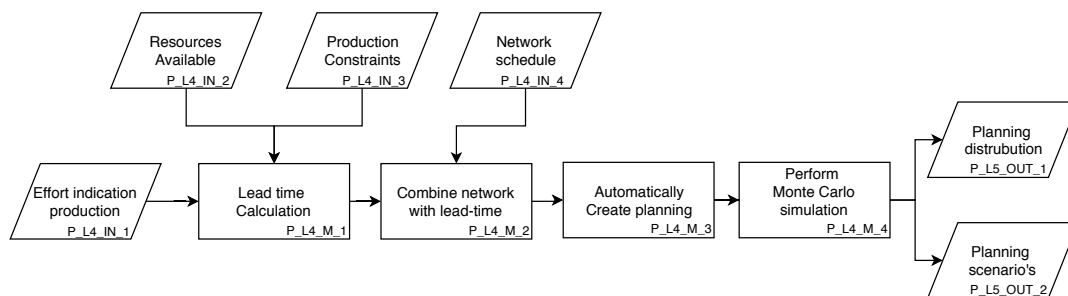 Resources
Available
P_L4_IN_2
Production
Constraints
P_L4_IN_3
Network
schedule
P_L4_IN_4
Effort indication
production
P_L4_IN_1
Lead time
Calculation
P_L4_M_1
Combine network
with lead-time
P_L4_M_2
Automatically
Create planning
P_L4_M_3
Perform
Monte Carlo
simulation
P_L4_M_4
Planning
distrubution
P_L5_OUT_1
Planning
scenario's
P_L5_OUT_2